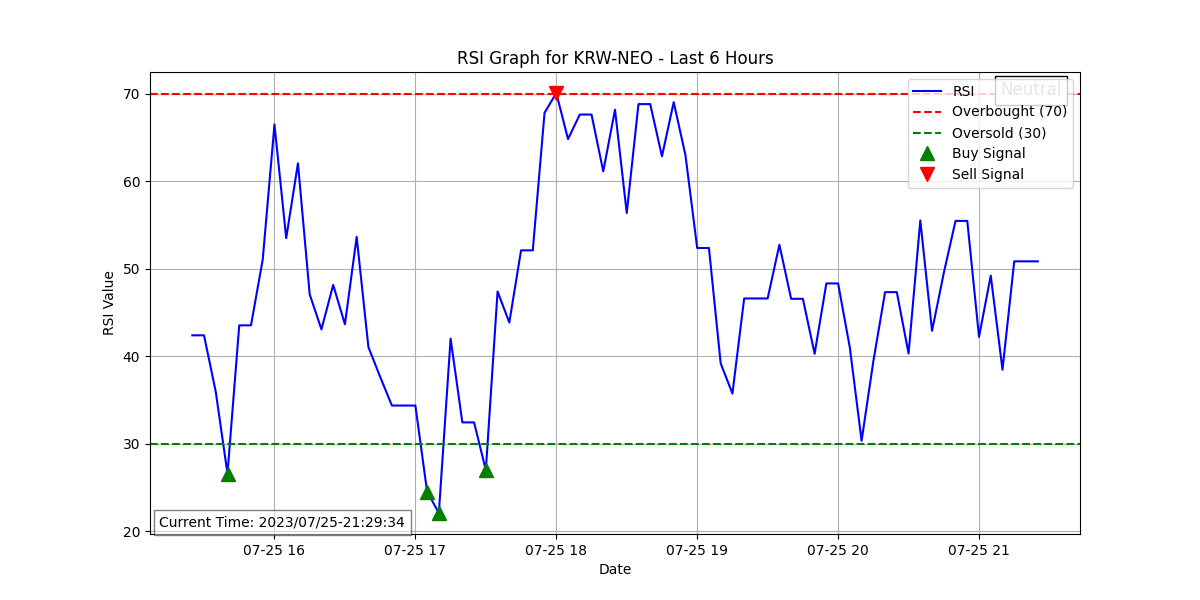 RSI Graph for KRW-NEO - Last 6 Hours
RSI
Neutral
Overbought (70)
Oversold (30)
Buy Signal
Sell Signal
70
60
50
40
30
20
RSI Value
Current Time: 2023/07/25-21:29:34
07-25 16
07-25 17
07-25 18
07-25 19
07-25 20
07-25 21
Date